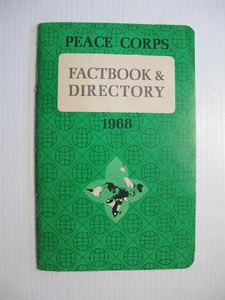 PEACE CORPS
FACTBOOK &
DIRECTORY
1968